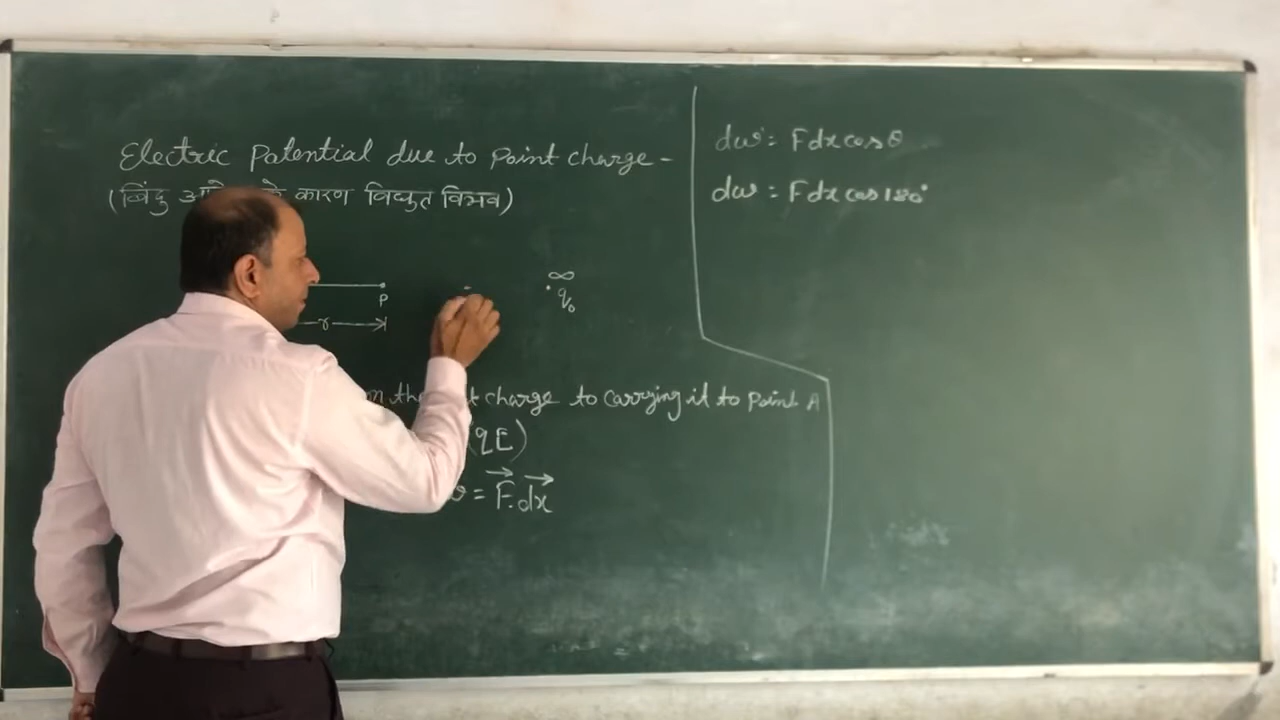 Electric Potential due to Point charge -
(बिंदु के कारण विद्युत विभव)
∞
P
q₀
r
charge to carrying it to point A
(qE)
= F⃗.dx⃗
dw = Fdx cosθ
dw = Fdx cos180°